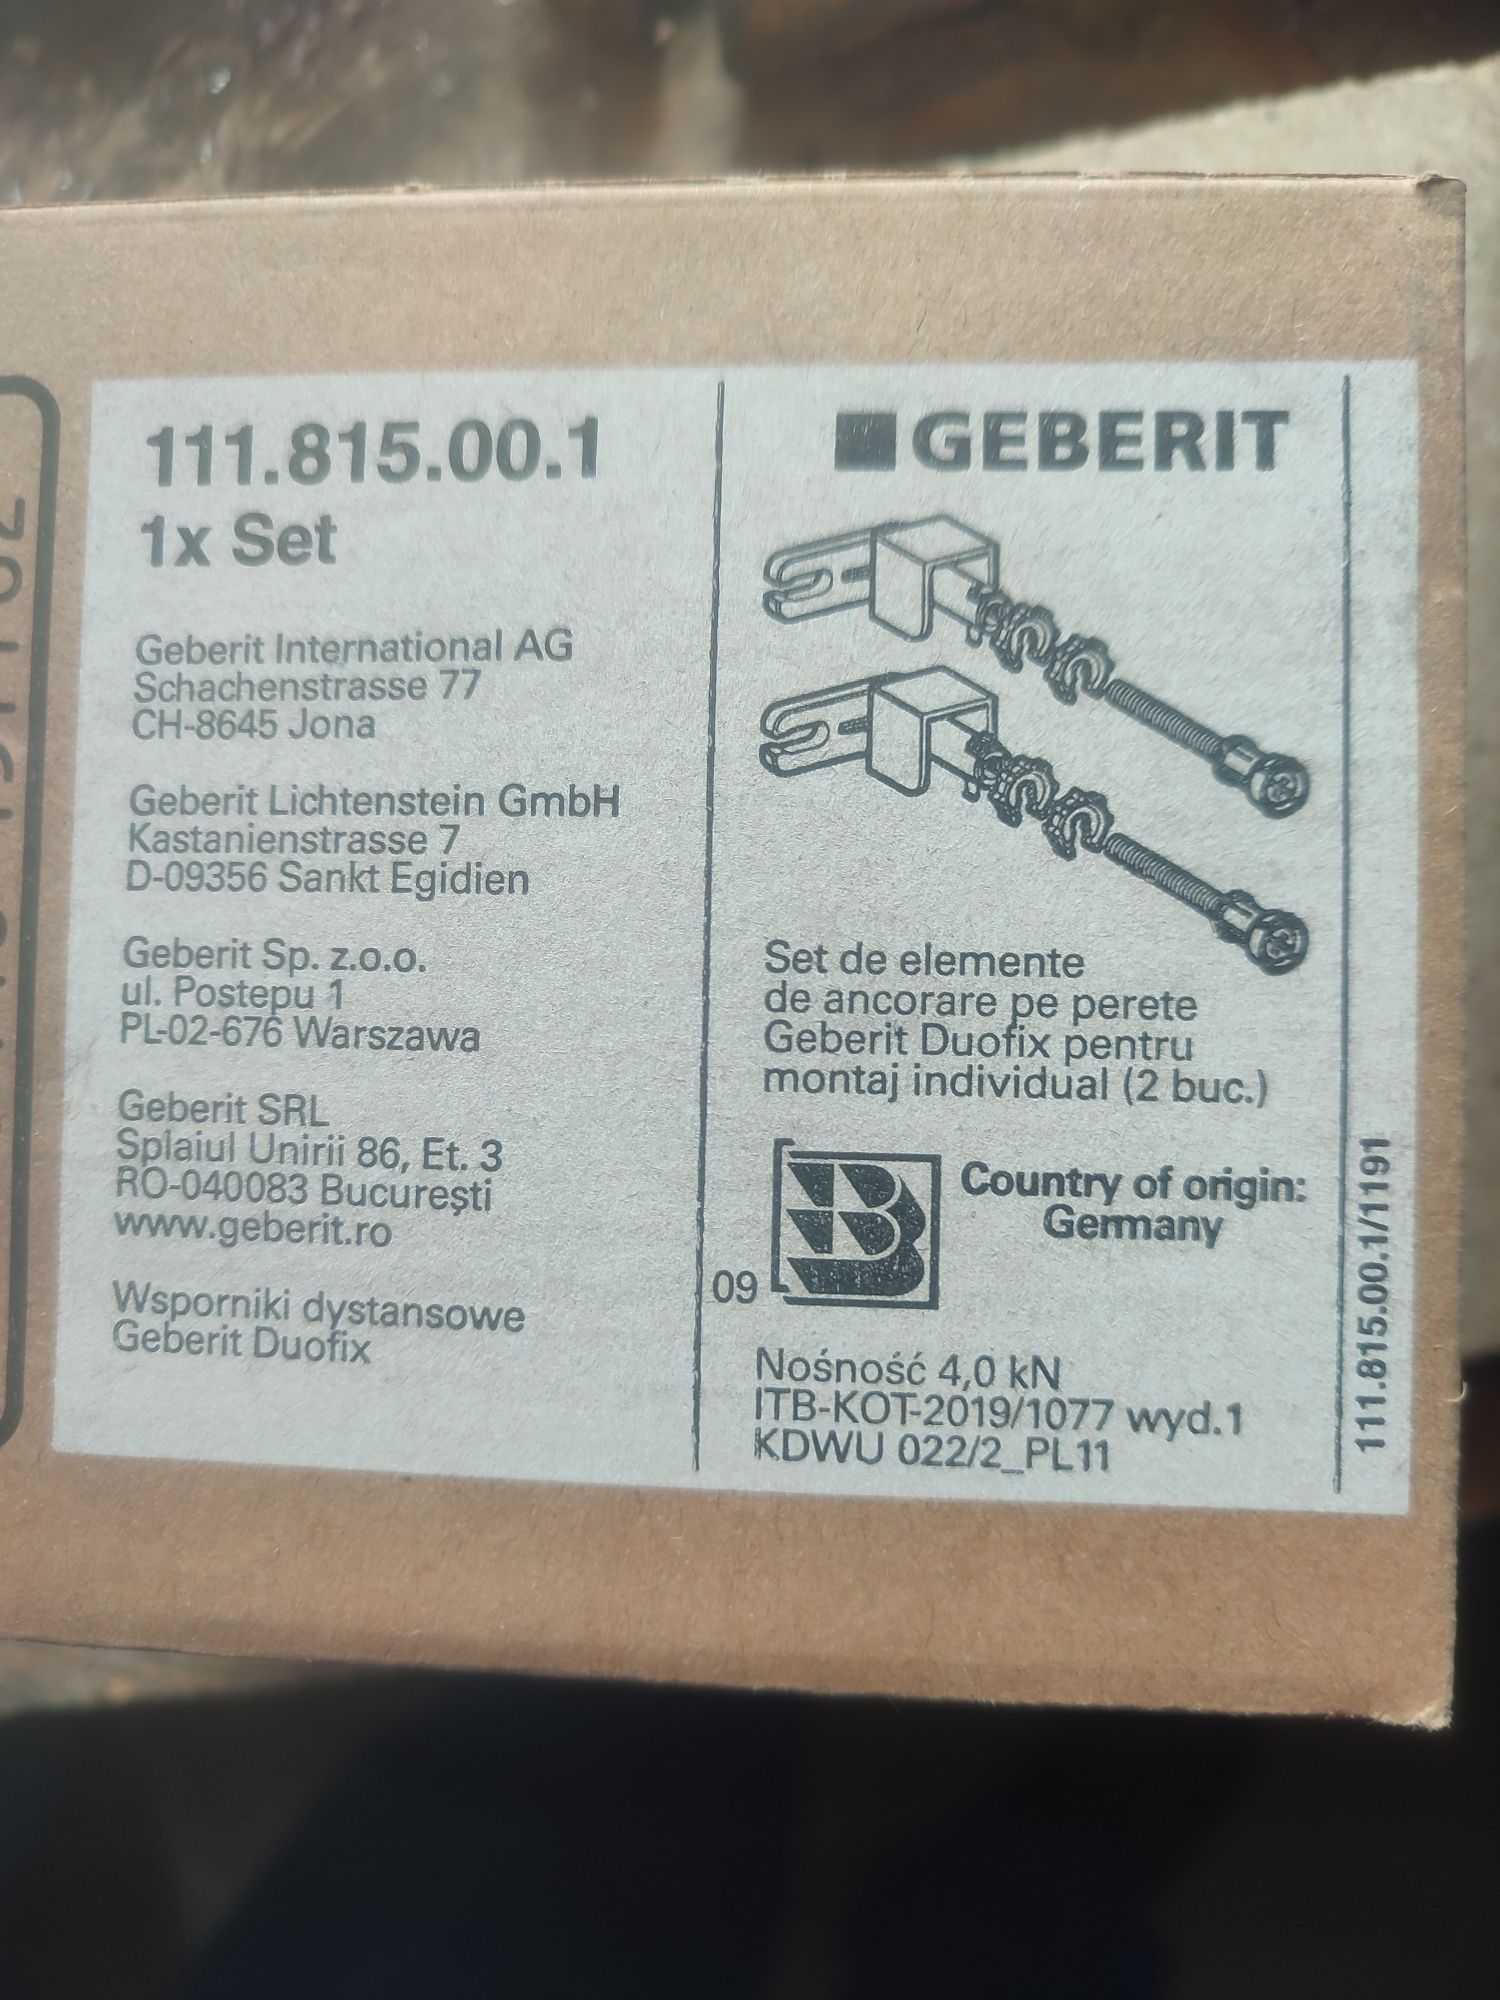 111.815.00.1
1x Set
Geberit International AG
Schachenstrasse 77
CH-8645 Jona
Geberit Lichtenstein GmbH
Kastanienstrasse 7
D-09356 Sankt Egidien
Geberit Sp. z.o.o.
ul. Postępu 1
PL-02-676 Warszawa
Geberit SRL
Splaiul Unirii 86, Et. 3
RO-040083 Bucureşti
www.geberit.ro
Wsporniki dystansowe
Geberit Duofix
GEBERIT
Set de elemente
de ancorare pe perete
Geberit Duofix pentru
montaj individual (2 buc.)
Country of origin:
Germany
09
Nośność 4,0 kN
ITB-KOT-2019/1077 wyd.1
KDWU 022/2_PL11
111.815.00.1/1191